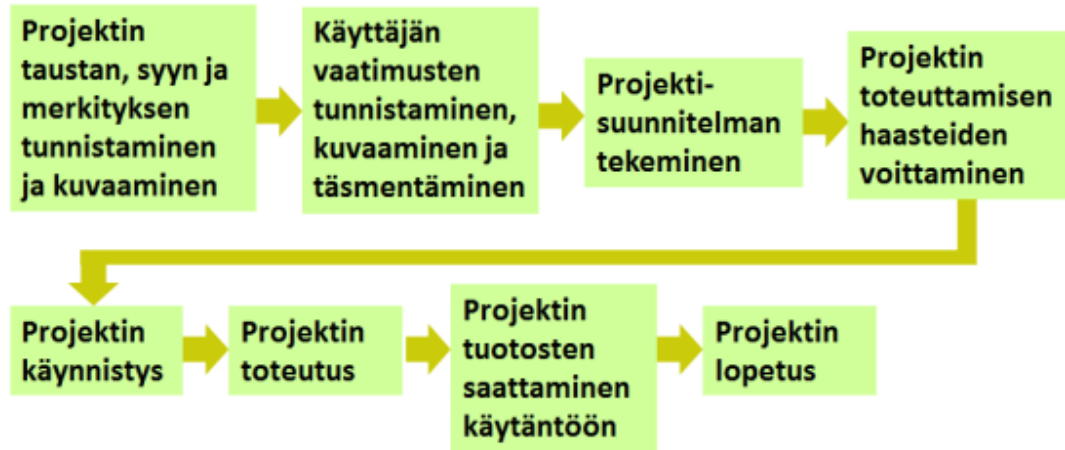 Projektin
taustan, syyn ja
merkityksen
tunnistaminen
ja kuvaaminen
Käyttäjän
vaatimusten
tunnistaminen,
kuvaaminen ja
täsmentäminen
Projekti-
suunnitelman
tekeminen
Projektin
toteuttamisen
haasteiden
voittaminen
Projektin
käynnistys
Projektin
toteutus
Projektin
tuotosten
saattaminen
käytäntöön
Projektin
lopetus